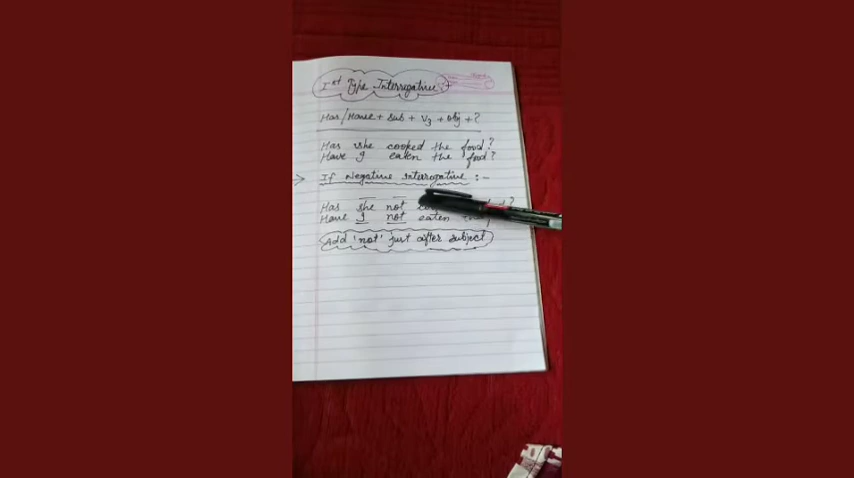 Ist Type Interrogative :-
Has/Have + sub + V3 + obj + ?
Has she cooked the food?
Have I eaten the food?
If Negative interrogative :-
Has she not
Have I not eaten
Add 'not' just after subject